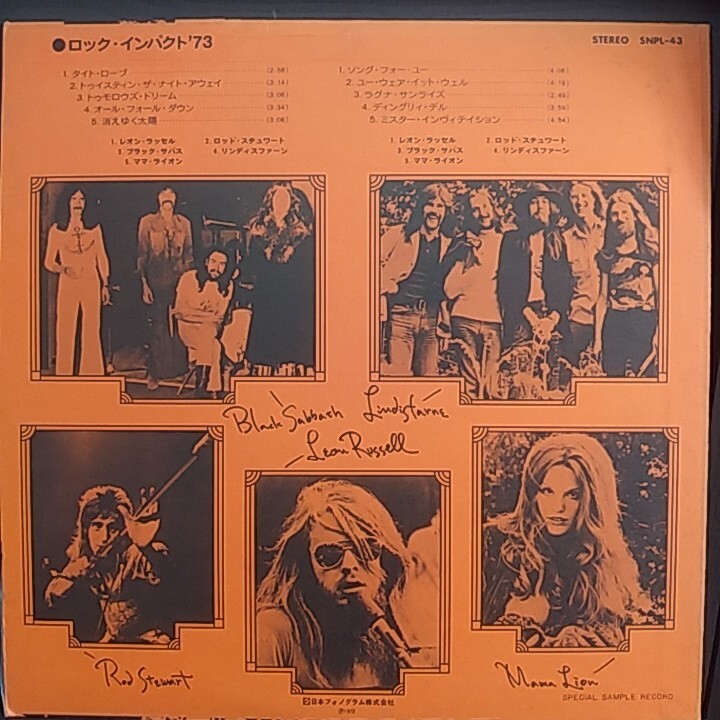 ●ロック・インパクト'73
STEREO SNPL-43
1. タイト・ロープ (2:58)
2. トゥイスティン・ザ・ナイト・アウェイ (3:14)
3. トゥモロウズ・ドリーム (3:06)
4. オール・フォール・ダウン (3:34)
5. 消えゆく太陽 (3:08)
1. レオン・ラッセル 2. ロッド・スチュワート
3. ブラック・サバス 4. リンディスファーン
5. ママ・ライオン
1. ソング・フォー・ユー (4:08)
2. ユー・ウェア・イット・ウェル (4:19)
3. ラグナ・サンライズ (2:49)
4. ディングリィ・デル (3:59)
5. ミスター・インヴィテイション (4:54)
1. レオン・ラッセル 2. ロッド・スチュワート
3. ブラック・サバス 4. リンディスファーン
5. ママ・ライオン
Black Sabbath Lindisfarne
Leon Russell
Rod Stewart
Mama Lion
SPECIAL SAMPLE RECORD
日本フォノグラム株式会社